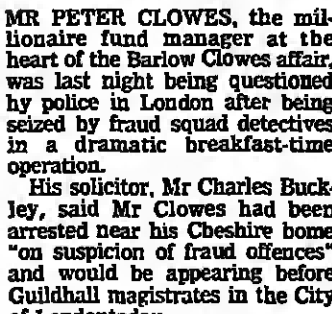 MR PETER CLOWES, the mil-
lionaire fund manager at the
heart of the Barlow Clowes affair,
was last night being questioned
by police in London after being
seized by fraud squad detectives
in a dramatic breakfast-time
operation.
His solicitor, Mr Charles Buck-
ley, said Mr Clowes had been
arrested near his Cheshire home
"on suspicion of fraud offences"
and would be appearing before
Guildhall magistrates in the City